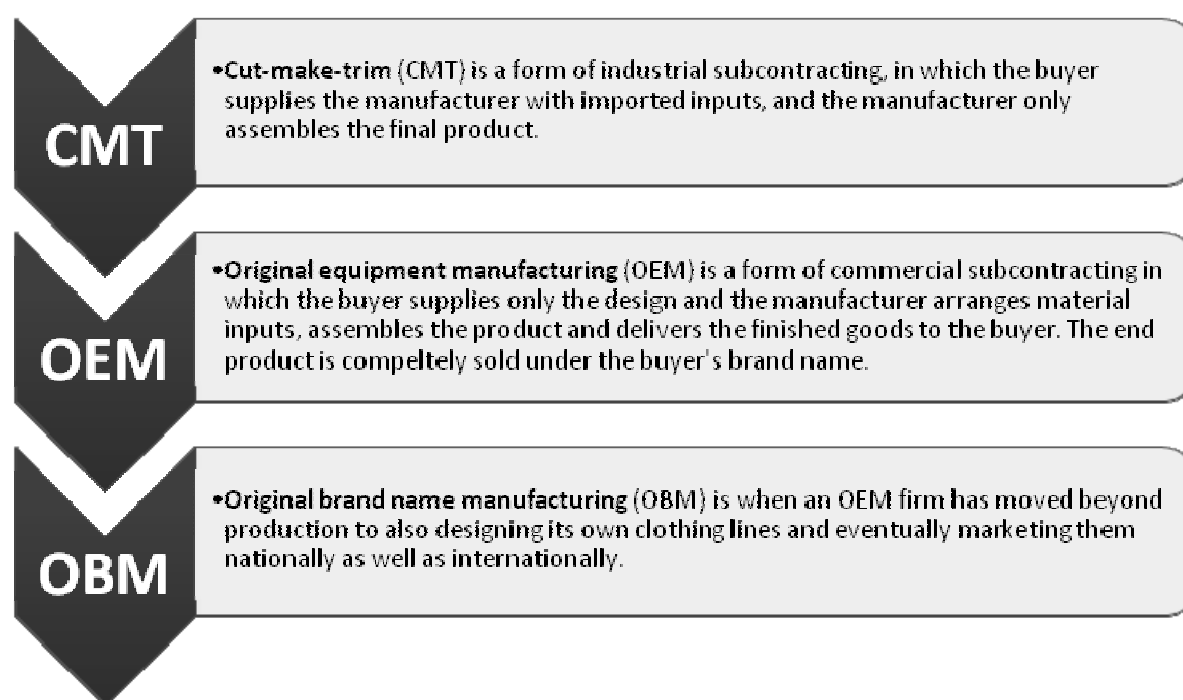 CMT
•Cut-make-trim (CMT) is a form of industrial subcontracting, in which the buyer
supplies the manufacturer with imported inputs, and the manufacturer only
assembles the final product.
OEM
•Original equipment manufacturing (OEM) is a form of commercial subcontracting in
which the buyer supplies only the design and the manufacturer arranges material
inputs, assembles the product and delivers the finished goods to the buyer. The end
product is compeltely sold under the buyer's brand name.
OBM
•Original brand name manufacturing (OBM) is when an OEM firm has moved beyond
production to also designing its own clothing lines and eventually marketing them
nationally as well as internationally.